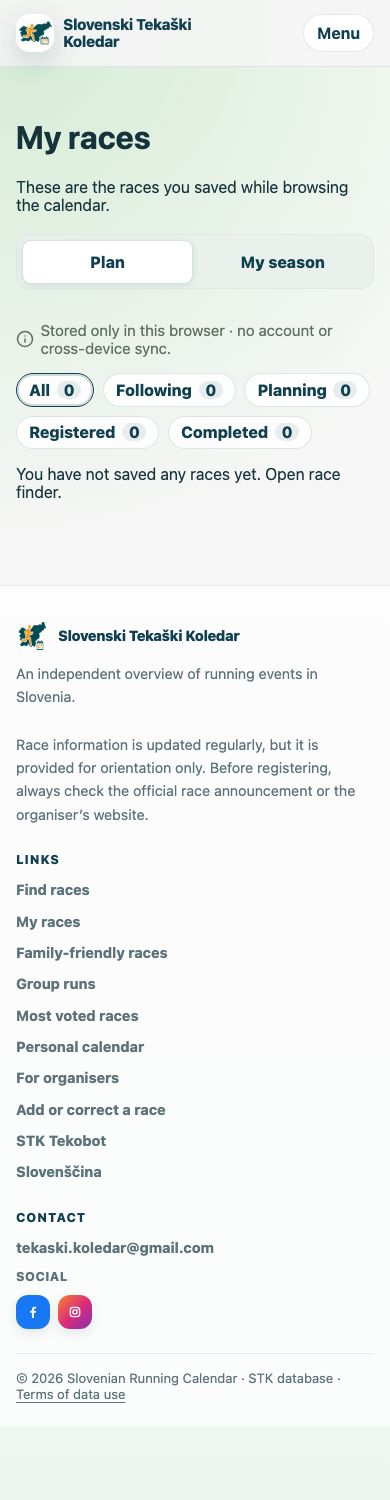 Slovenski Tekaški
Koledar
Menu
My races
These are the races you saved while browsing
the calendar.
Plan
My season
Stored only in this browser · no account or
cross-device sync.
All 0
Following 0
Planning 0
Registered 0
Completed 0
You have not saved any races yet. Open race
finder.
Slovenski Tekaški Koledar
An independent overview of running events in
Slovenia.
Race information is updated regularly, but it is
provided for orientation only. Before registering,
always check the official race announcement or the
organiser’s website.
LINKS
Find races
My races
Family-friendly races
Group runs
Most voted races
Personal calendar
For organisers
Add or correct a race
STK Tekobot
Slovenščina
CONTACT
tekaski.koledar@gmail.com
SOCIAL
© 2026 Slovenian Running Calendar · STK database ·
Terms of data use